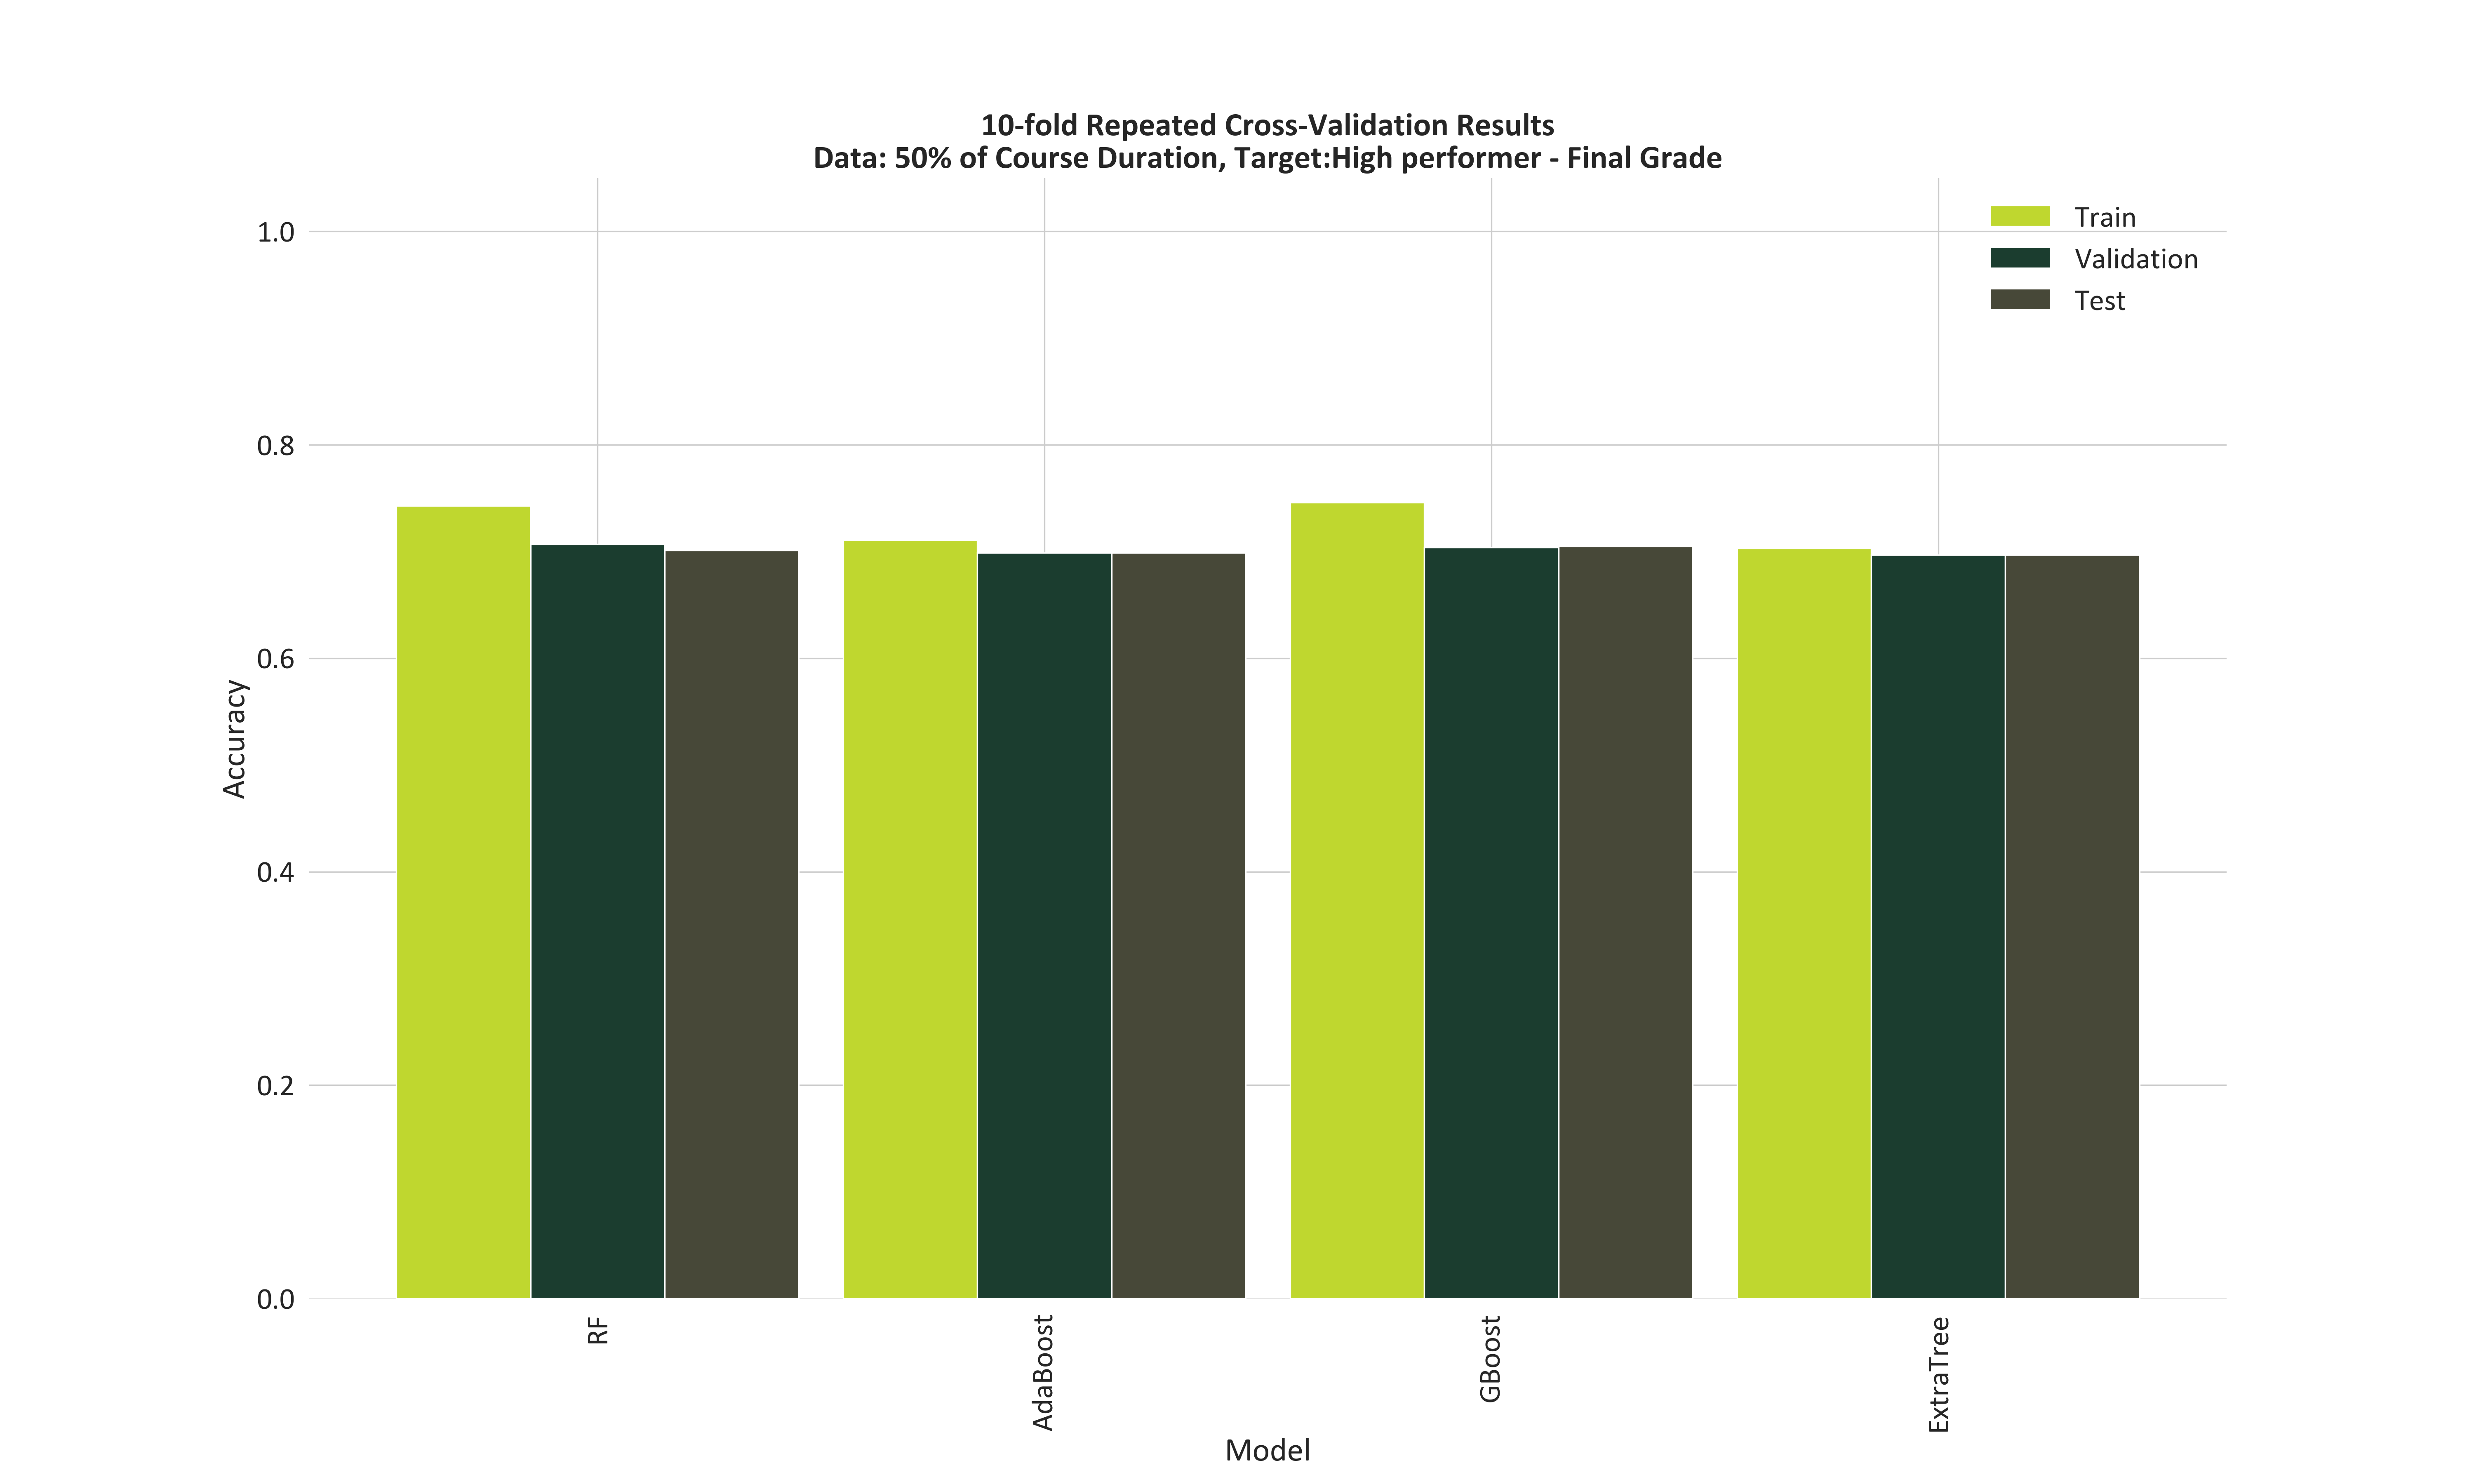 10-fold Repeated Cross-Validation Results
Data: 50% of Course Duration, Target:High performer - Final Grade
Train
Validation
Test
1.0
0.8
0.6
0.4
0.2
0.0
Accuracy
RF
AdaBoost
GBoost
ExtraTree
Model